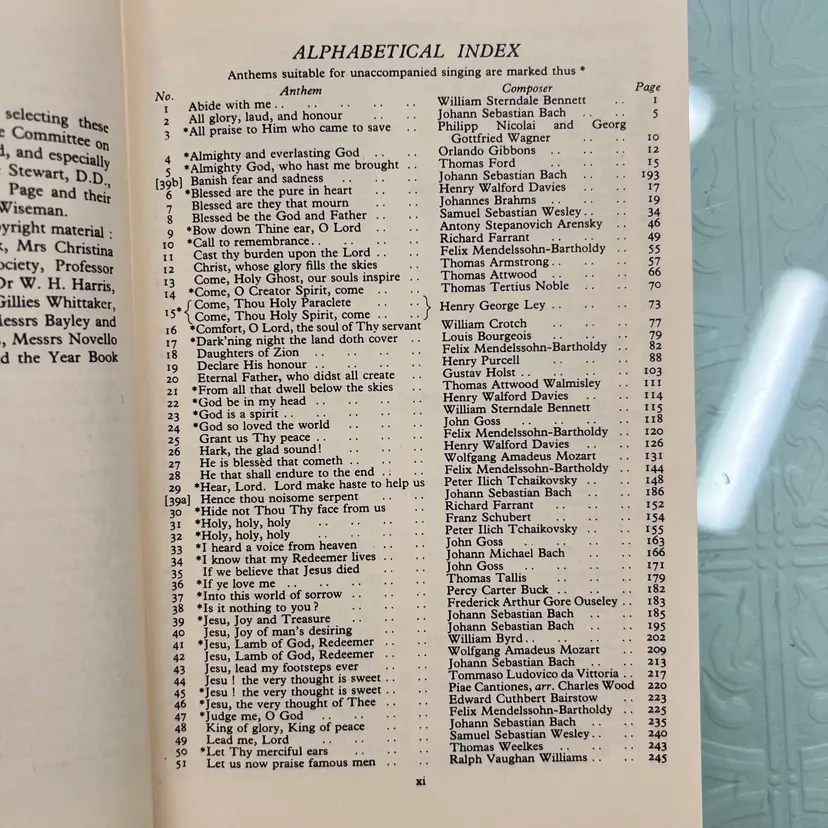 selecting these
e Committee on
d, and especially
Stewart, D.D.,
Page and their
Wiseman.
pyright material :
k, Mrs Christina
ociety, Professor
Dr W. H. Harris,
Gillies Whittaker,
Messrs Bayley and
, Messrs Novello
d the Year Book
ALPHABETICAL INDEX
Anthems suitable for unaccompanied singing are marked thus *
No. Anthem Composer Page
1 Abide with me .. .. .. .. .. William Sterndale Bennett .. 1
2 All glory, laud, and honour .. .. Johann Sebastian Bach .. .. 5
3 *All praise to Him who came to save .. Philipp Nicolai and Georg
Gottfried Wagner .. .. 10
4 *Almighty and everlasting God .. .. Orlando Gibbons .. .. .. 12
5 *Almighty God, who hast me brought .. Thomas Ford .. .. .. 15
[39b] Banish fear and sadness .. .. .. Johann Sebastian Bach .. .. 193
6 *Blessed are the pure in heart .. .. Henry Walford Davies .. .. 17
7 Blessed are they that mourn .. .. Johannes Brahms .. .. .. 19
8 Blessed be the God and Father .. .. Samuel Sebastian Wesley .. .. 34
9 *Bow down Thine ear, O Lord .. .. Antony Stepanovich Arensky .. 46
10 *Call to remembrance .. .. .. .. Richard Farrant .. .. .. 49
11 Cast thy burden upon the Lord .. .. Felix Mendelssohn-Bartholdy .. 55
12 Christ, whose glory fills the skies .. Thomas Armstrong .. .. .. 57
13 Come, Holy Ghost, our souls inspire .. Thomas Attwood .. .. .. 66
14 *Come, O Creator Spirit, come .. .. Thomas Tertius Noble .. .. 70
15* { Come, Thou Holy Paraclete .. .. } Henry George Ley .. .. .. 73
{ Come, Thou Holy Spirit, come .. .. }
16 *Comfort, O Lord, the soul of Thy servant William Crotch .. .. .. 77
17 *Dark'ning night the land doth cover .. Louis Bourgeois .. .. .. 79
18 Daughters of Zion .. .. .. .. Felix Mendelssohn-Bartholdy .. 82
19 Declare His honour .. .. .. .. Henry Purcell .. .. .. 88
20 Eternal Father, who didst all create .. Gustav Holst .. .. .. .. 103
21 *From all that dwell below the skies .. Thomas Attwood Walmisley .. 111
22 *God be in my head .. .. .. .. Henry Walford Davies .. .. 114
23 *God is a spirit .. .. .. .. .. William Sterndale Bennett .. 115
24 *God so loved the world .. .. .. John Goss .. .. .. .. 118
25 Grant us Thy peace .. .. .. .. Felix Mendelssohn-Bartholdy .. 120
26 Hark, the glad sound! .. .. .. Henry Walford Davies .. .. 126
27 He is blessèd that cometh .. .. .. Wolfgang Amadeus Mozart .. 131
28 He that shall endure to the end .. .. Felix Mendelssohn-Bartholdy .. 144
29 *Hear, Lord. Lord make haste to help us Peter Ilich Tchaikovsky .. .. 148
[39a] Hence thou noisome serpent .. .. Johann Sebastian Bach .. .. 186
30 *Hide not Thou Thy face from us .. Richard Farrant .. .. .. 152
31 *Holy, holy, holy .. .. .. .. Franz Schubert .. .. .. 154
32 *Holy, holy, holy .. .. .. .. Peter Ilich Tchaikovsky .. .. 155
33 *I heard a voice from heaven .. .. John Goss .. .. .. .. 163
34 *I know that my Redeemer lives .. .. Johann Michael Bach .. .. 166
35 If we believe that Jesus died .. .. John Goss .. .. .. .. 171
36 *If ye love me .. .. .. .. .. Thomas Tallis .. .. .. 179
37 *Into this world of sorrow .. .. .. Percy Carter Buck .. .. .. 182
38 *Is it nothing to you? .. .. .. Frederick Arthur Gore Ouseley .. 183
39 *Jesu, Joy and Treasure .. .. .. Johann Sebastian Bach .. .. 185
40 Jesu, Joy of man's desiring .. .. Johann Sebastian Bach .. .. 195
41 *Jesu, Lamb of God, Redeemer .. .. William Byrd .. .. .. .. 202
42 Jesu, Lamb of God, Redeemer .. .. Wolfgang Amadeus Mozart .. 209
43 Jesu, lead my footsteps ever .. .. Johann Sebastian Bach .. .. 213
44 Jesu ! the very thought is sweet .. .. Tommaso Ludovico da Vittoria .. 217
45 *Jesu ! the very thought is sweet .. .. Piae Cantiones, arr. Charles Wood 220
46 *Jesu, the very thought of Thee .. .. Edward Cuthbert Bairstow .. 223
47 *Judge me, O God .. .. .. .. Felix Mendelssohn-Bartholdy .. 225
48 King of glory, King of peace .. .. Johann Sebastian Bach .. .. 235
49 Lead me, Lord .. .. .. .. Samuel Sebastian Wesley .. .. 240
50 *Let Thy merciful ears .. .. .. Thomas Weelkes .. .. .. 243
51 Let us now praise famous men .. .. Ralph Vaughan Williams .. .. 245
xi